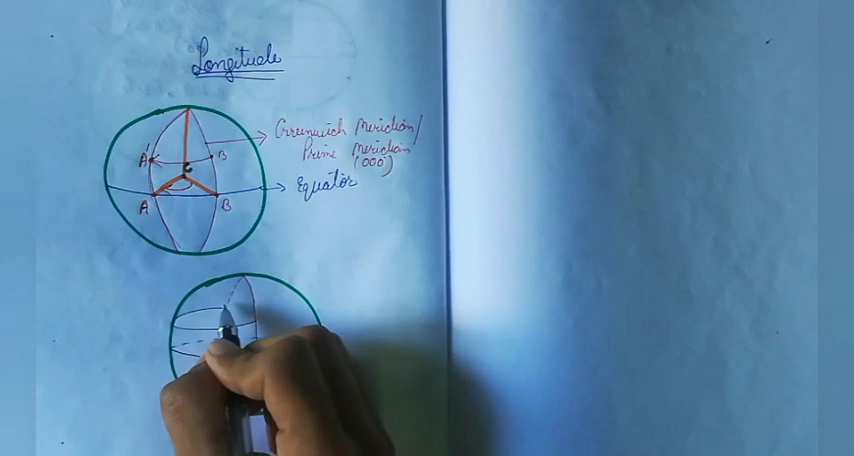 Longitude
Greenwich Meridian/
Prime Meridian
(000°)
A' B
C
Equator
A B